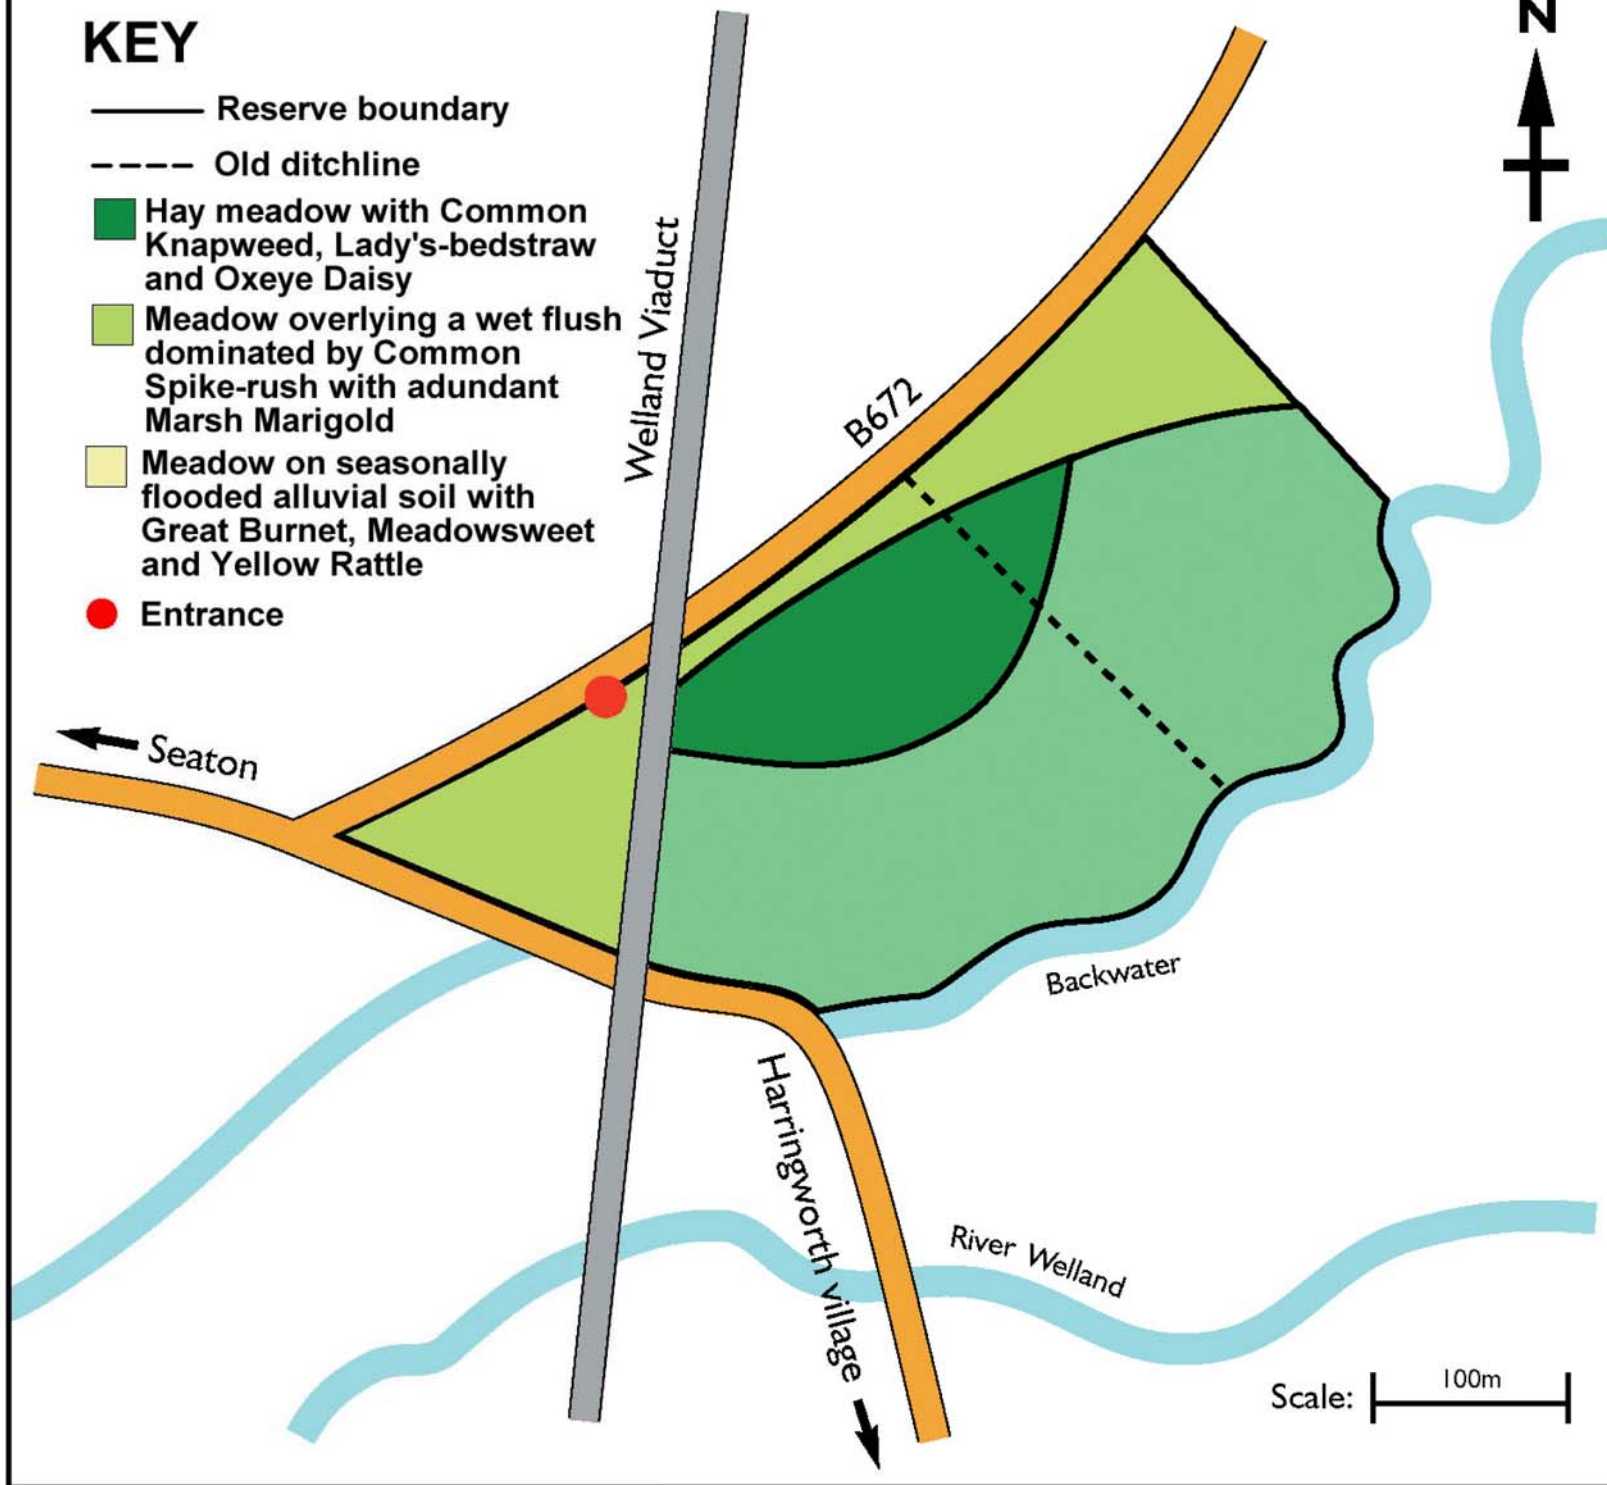 KEY
Reserve boundary
Old ditchline
Hay meadow with Common
Knapweed, Lady's-bedstraw
and Oxeye Daisy
Meadow overlying a wet flush
dominated by Common
Spike-rush with adundant
Marsh Marigold
Meadow on seasonally
flooded alluvial soil with
Great Burnet, Meadowsweet
and Yellow Rattle
Entrance
N
Welland Viaduct
B672
Seaton
Backwater
Harringworth village
River Welland
Scale:
100m